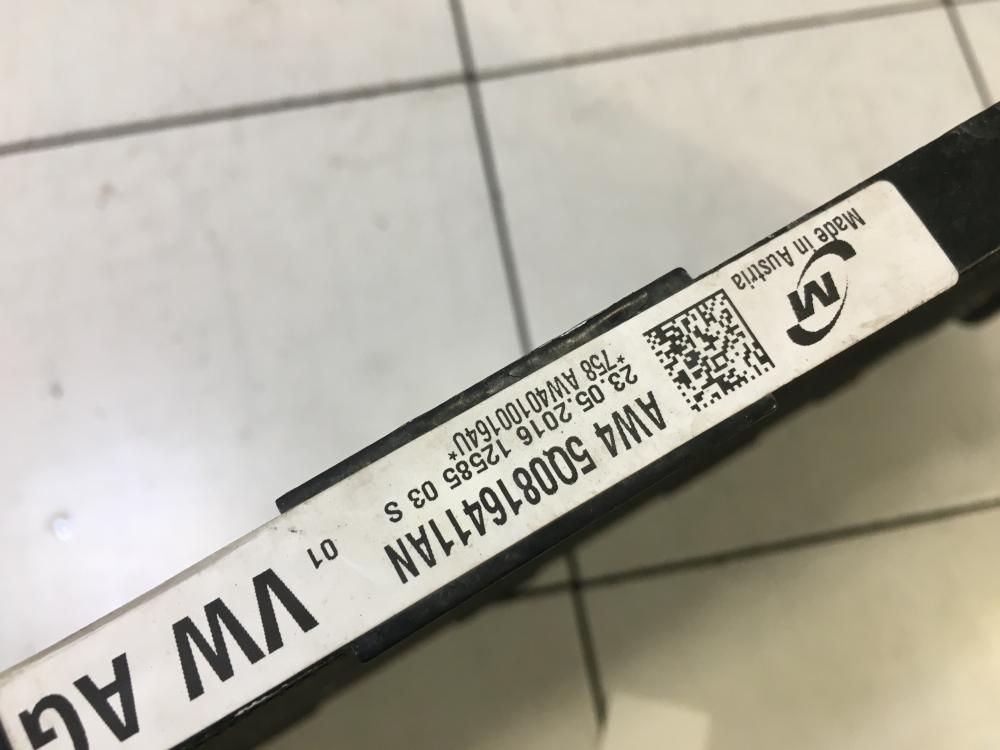 Made in Austria
M
AW4 5Q0816411AN
23.05.2016 12585 03 S
*758 AW40100164U*
01
VW AG